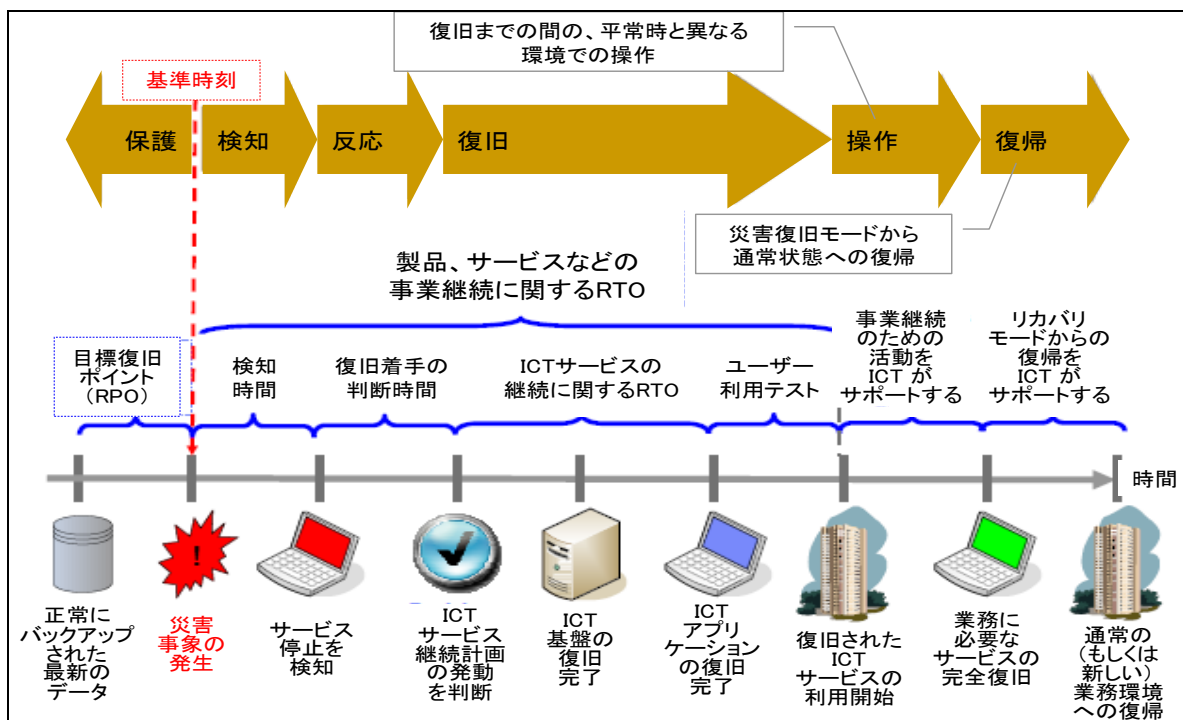 復旧までの間の、平常時と異なる
環境での操作
基準時刻
保護
検知
反応
復旧
操作
復帰
災害復旧モードから
通常状態への復帰
製品、サービスなどの
事業継続に関するRTO
目標復旧
ポイント
(RPO)
検知
時間
復旧着手の
判断時間
ICTサービスの
継続に関するRTO
ユーザー
利用テスト
事業継続
のための
活動を
ICT が
サポートする
リカバリ
モードからの
復帰を
ICT が
サポートする
時間
!
正常に
バックアップ
された
最新の
データ
災害
事象の
発生
サービス
停止を
検知
ICT
サービス
継続計画
の発動
を判断
ICT
基盤の
復旧
完了
ICT
アプリ
ケーション
の復旧
完了
復旧された
ICT
サービスの
利用開始
業務に
必要な
サービスの
完全復旧
通常の
(もしくは
新しい)
業務環境
への復帰